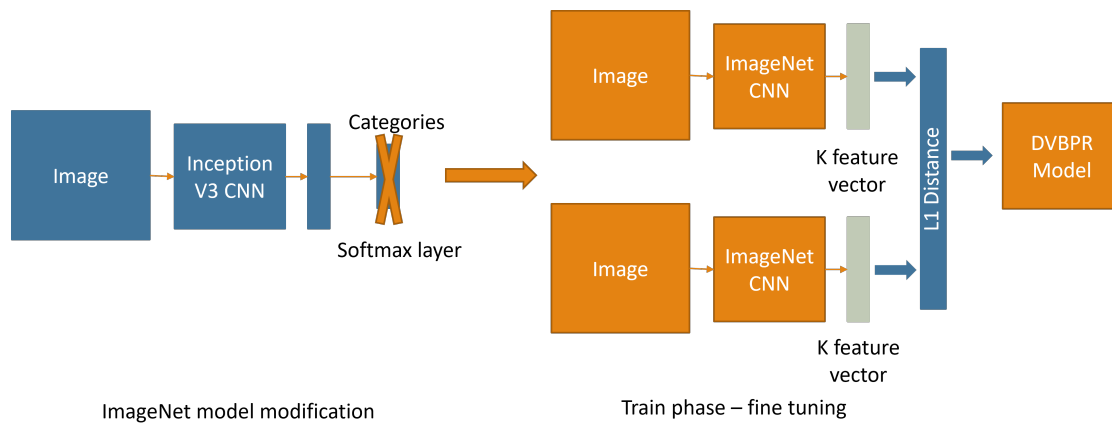 Image
Inception
V3 CNN
Categories
Softmax layer
ImageNet model modification
Image
ImageNet
CNN
K feature
vector
Image
ImageNet
CNN
K feature
vector
L1 Distance
DVBPR
Model
Train phase – fine tuning